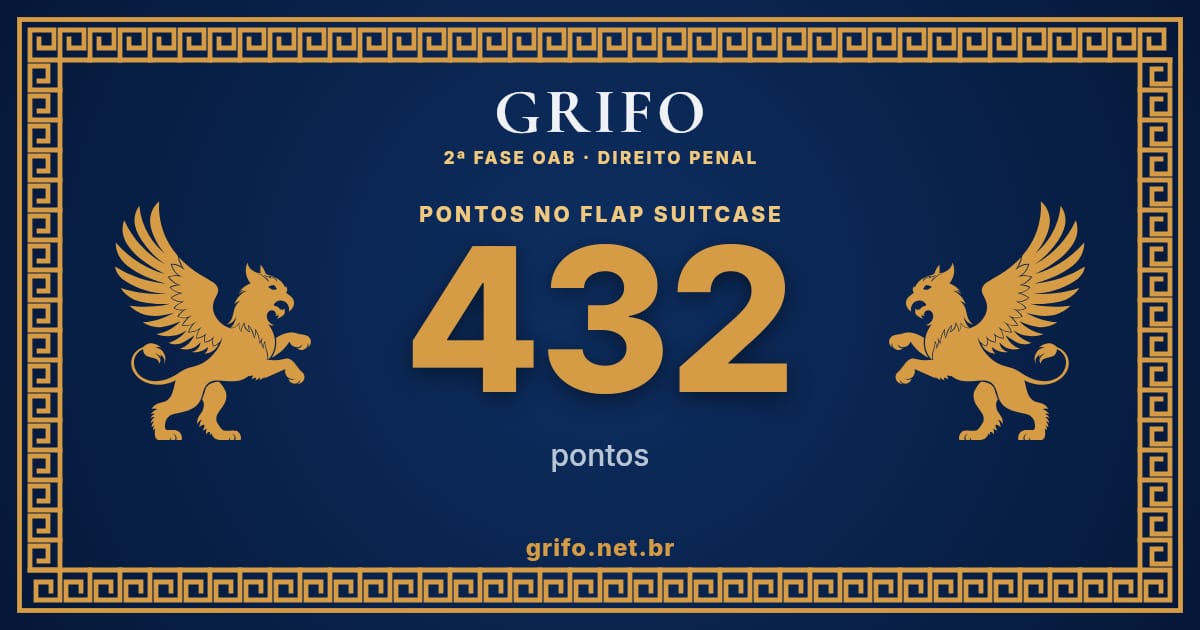 GRIFO
2ª FASE OAB · DIREITO PENAL
PONTOS NO FLAP SUITCASE
432
pontos
grifo.net.br